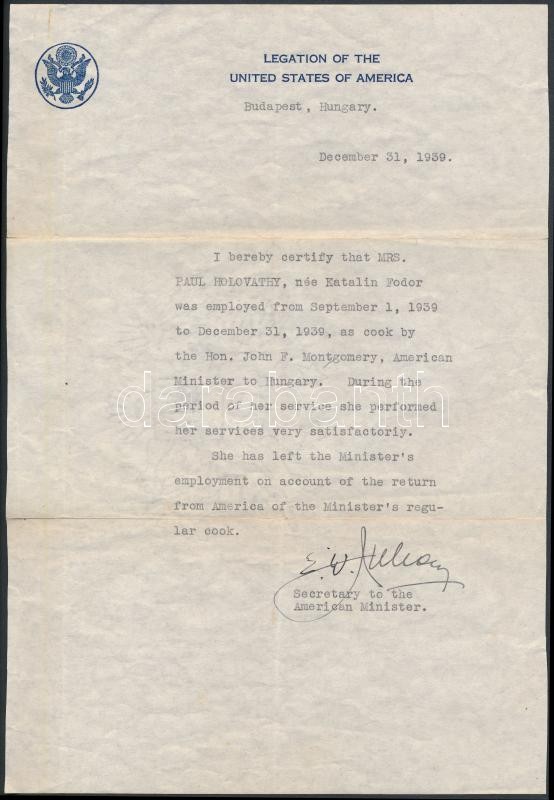 LEGATION OF THE
UNITED STATES OF AMERICA
Budapest, Hungary.
December 31, 1939.
I hereby certify that MRS.
PAUL HOLOVATHY, née Katalin Fodor
was employed from September 1, 1939
to December 31, 1939, as cook by
the Hon. John F. Montgomery, American
Minister to Hungary. During the
period of her service she performed
her services very satisfactoriy.
She has left the Minister's
employment on account of the return
from America of the Minister's regu-
lar cook.
E. W.
Secretary to the
American Minister.
darabanth